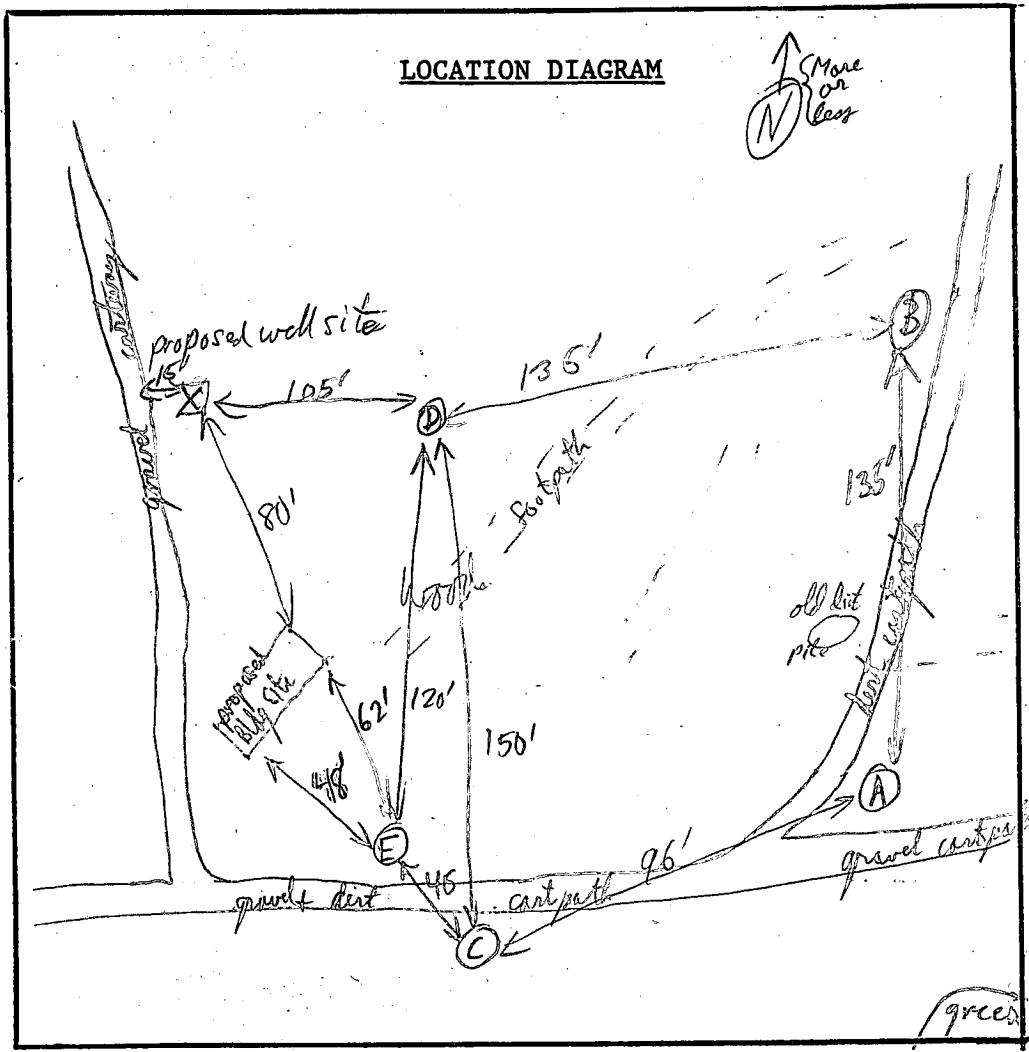 LOCATION DIAGRAM
N
More
or
less
gravel cartway
proposed well site
15'
X
105'
D
136'
B
80'
footpath
woods
135'
old dirt
pile
dirt cartpath
proposed
Bldg Site
62'
120'
150'
48'
E
A
46
96'
gravel cartpa
gravel + dirt cart path
C
green